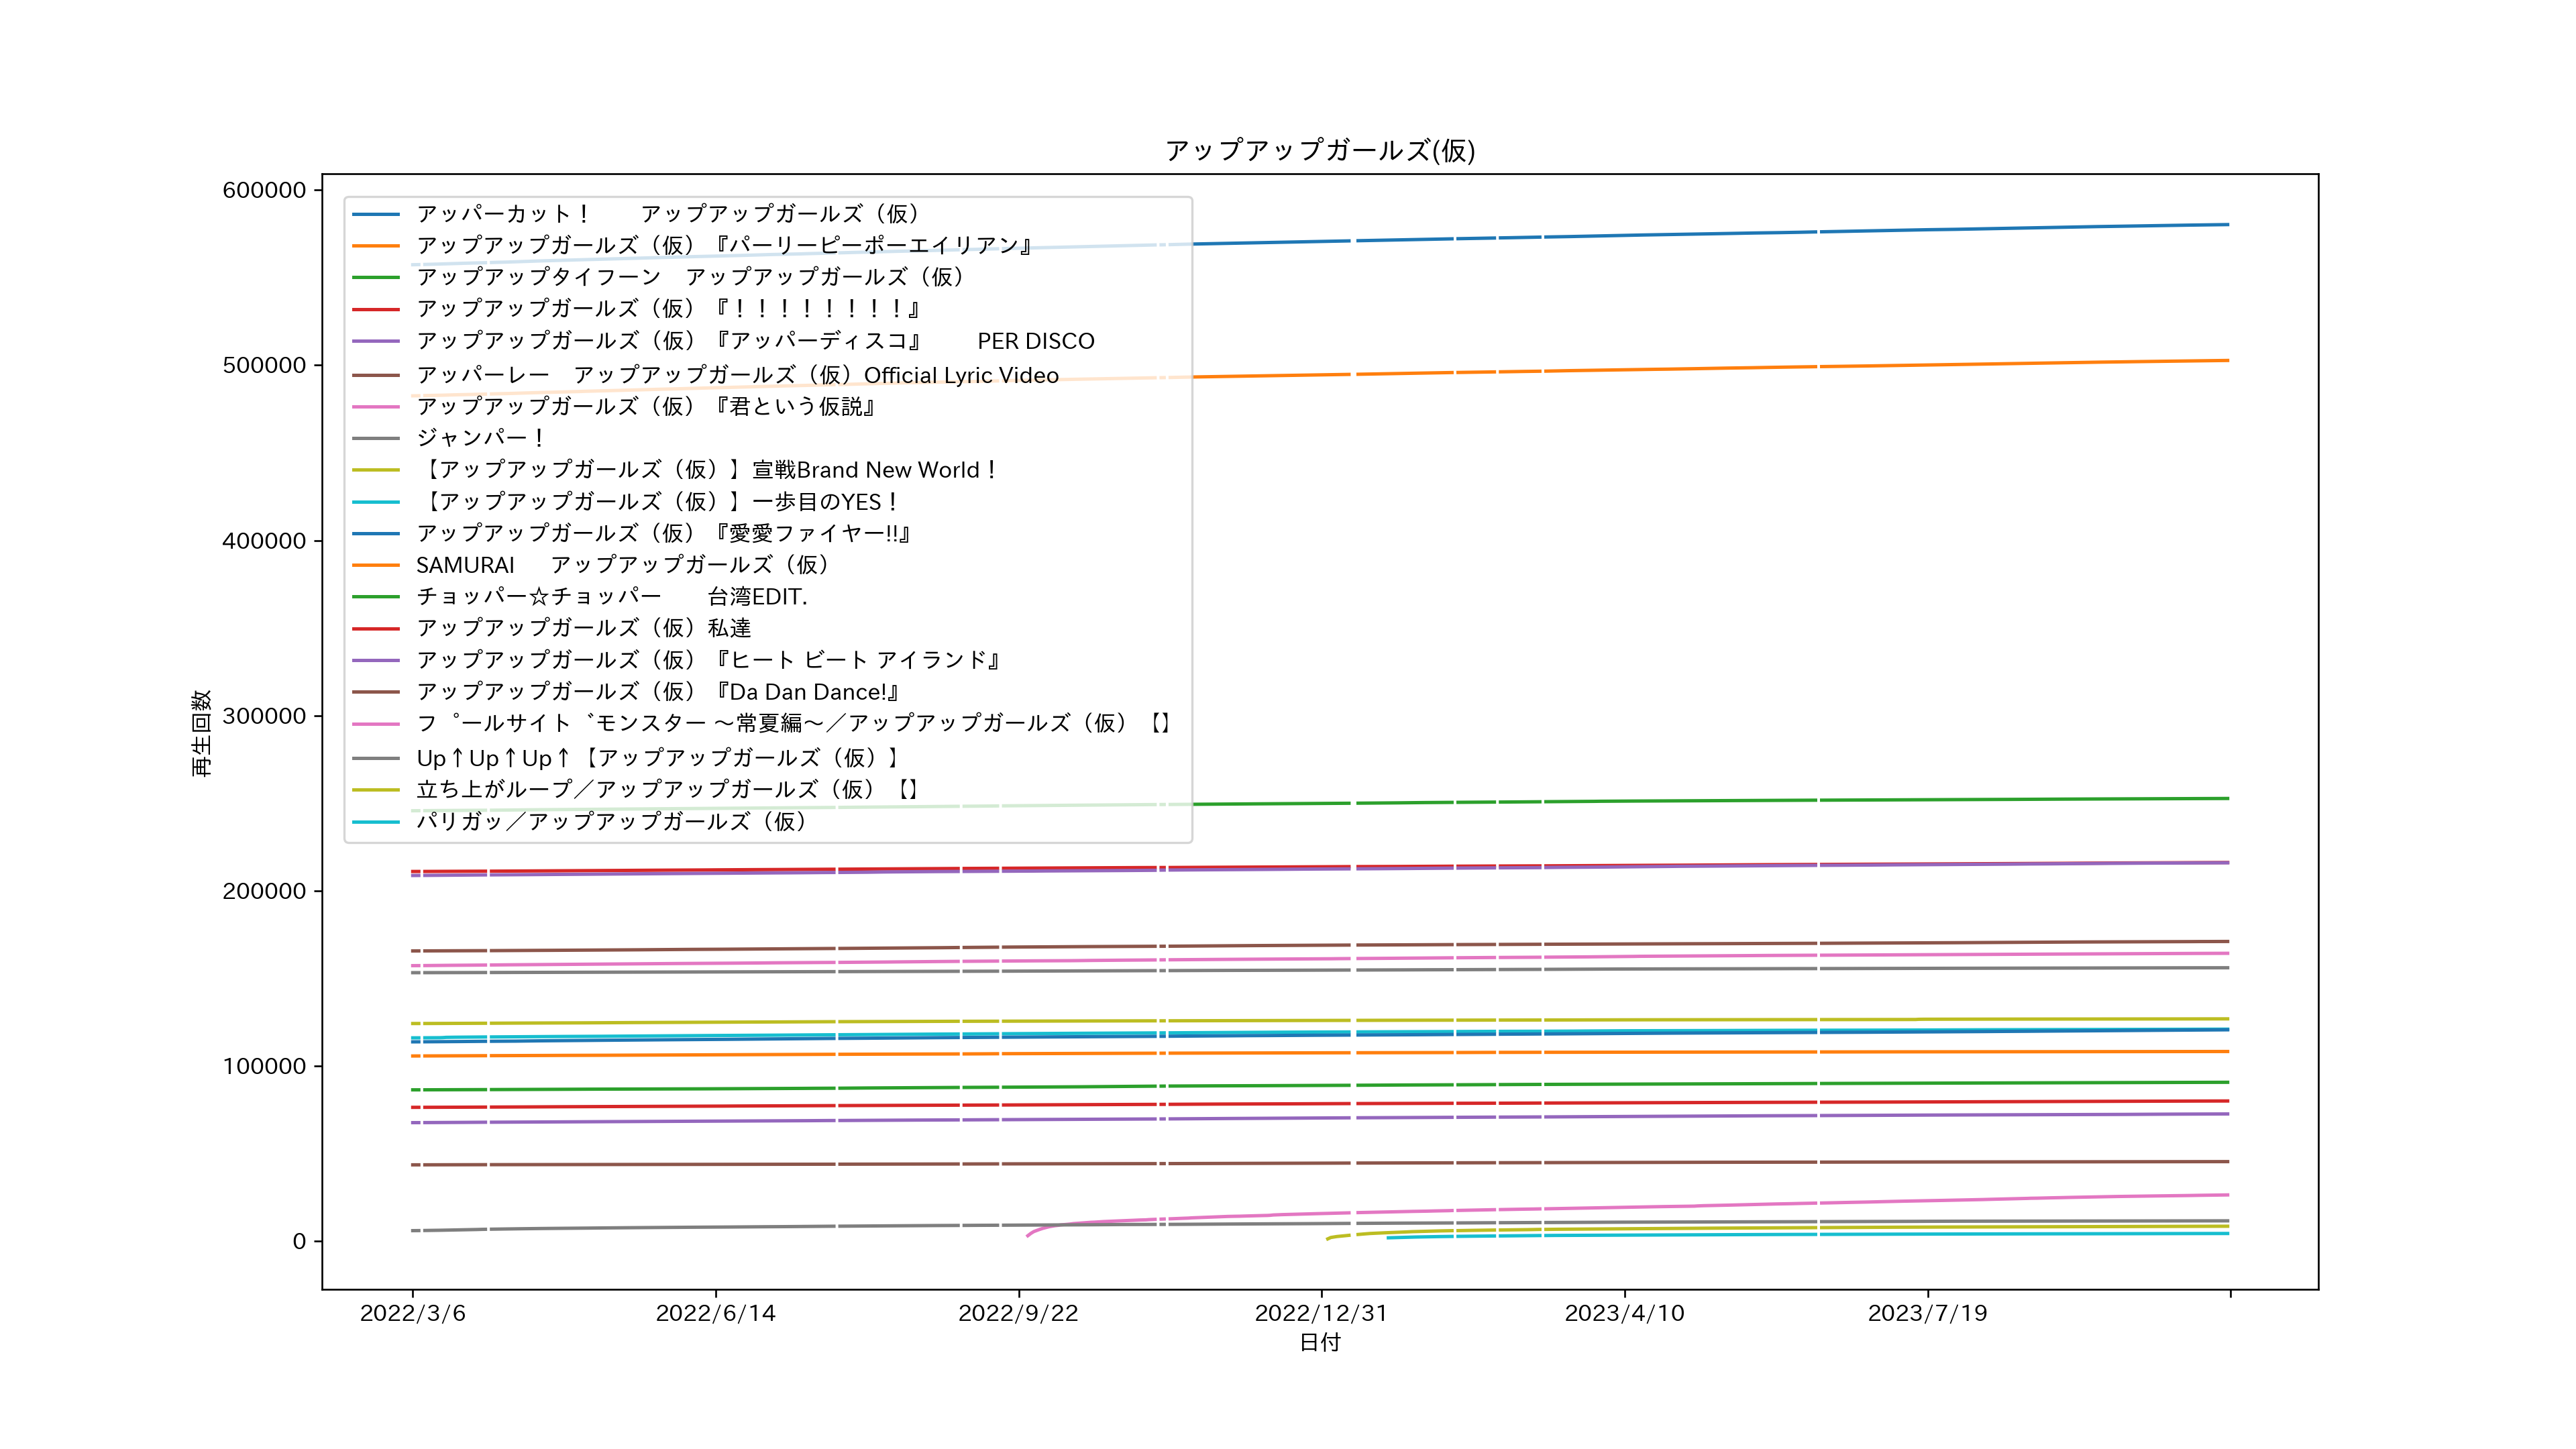 アップアップガールズ(仮)
600000
500000
400000
300000
200000
100000
0
再生回数
アッパーカット！　　アップアップガールズ（仮）
アップアップガールズ（仮）『パーリーピーポーエイリアン』
アップアップタイフーン　アップアップガールズ（仮）
アップアップガールズ（仮）『！！！！！！！！』
アップアップガールズ（仮）『アッパーディスコ』　　PER DISCO
アッパーレー　アップアップガールズ（仮）Official Lyric Video
アップアップガールズ（仮）『君という仮説』
ジャンパー！
【アップアップガールズ（仮）】宣戦Brand New World！
【アップアップガールズ（仮）】一歩目のYES！
アップアップガールズ（仮）『愛愛ファイヤー!!』
SAMURAI　 アップアップガールズ（仮）
チョッパー☆チョッパー　　台湾EDIT.
アップアップガールズ（仮）私達
アップアップガールズ（仮）『ヒート ビート アイランド』
アップアップガールズ（仮）『Da Dan Dance!』
フ゜ールサイト゛モンスター 〜常夏編〜／アップアップガールズ（仮）【】
Up↑Up↑Up↑【アップアップガールズ（仮）】
立ち上がループ／アップアップガールズ（仮）【】
パリガッ／アップアップガールズ（仮）
2022/3/6 2022/6/14 2022/9/22 2022/12/31 2023/4/10 2023/7/19
日付